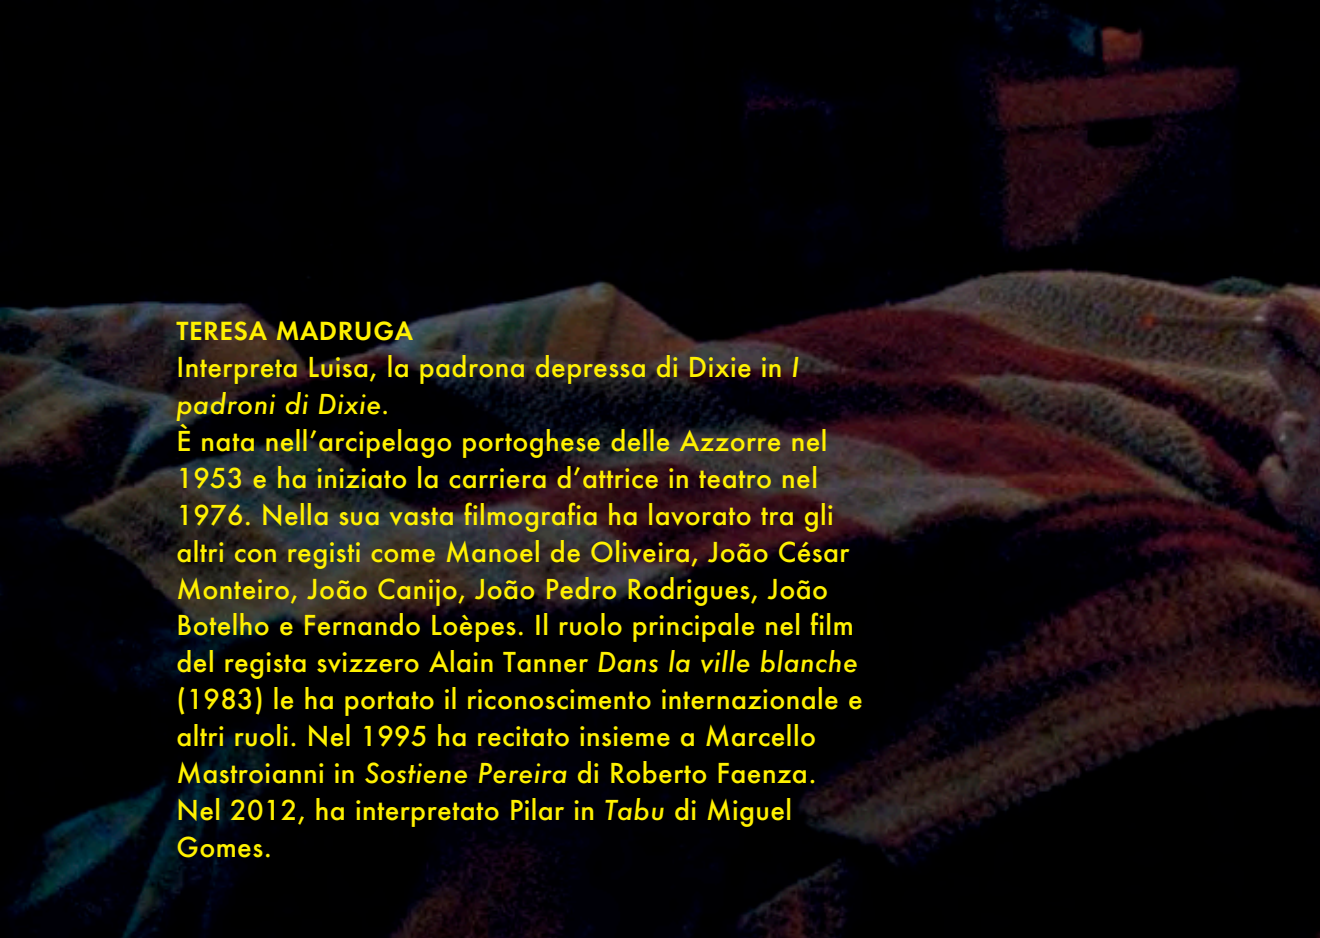 TERESA MADRUGA
Interpreta Luisa, la padrona depressa di Dixie in I
padroni di Dixie.
È nata nell’arcipelago portoghese delle Azzorre nel
1953 e ha iniziato la carriera d’attrice in teatro nel
1976. Nella sua vasta filmografia ha lavorato tra gli
altri con registi come Manoel de Oliveira, João César
Monteiro, João Canijo, João Pedro Rodrigues, João
Botelho e Fernando Loèpes. Il ruolo principale nel film
del regista svizzero Alain Tanner Dans la ville blanche
(1983) le ha portato il riconoscimento internazionale e
altri ruoli. Nel 1995 ha recitato insieme a Marcello
Mastroianni in Sostiene Pereira di Roberto Faenza.
Nel 2012, ha interpretato Pilar in Tabu di Miguel
Gomes.